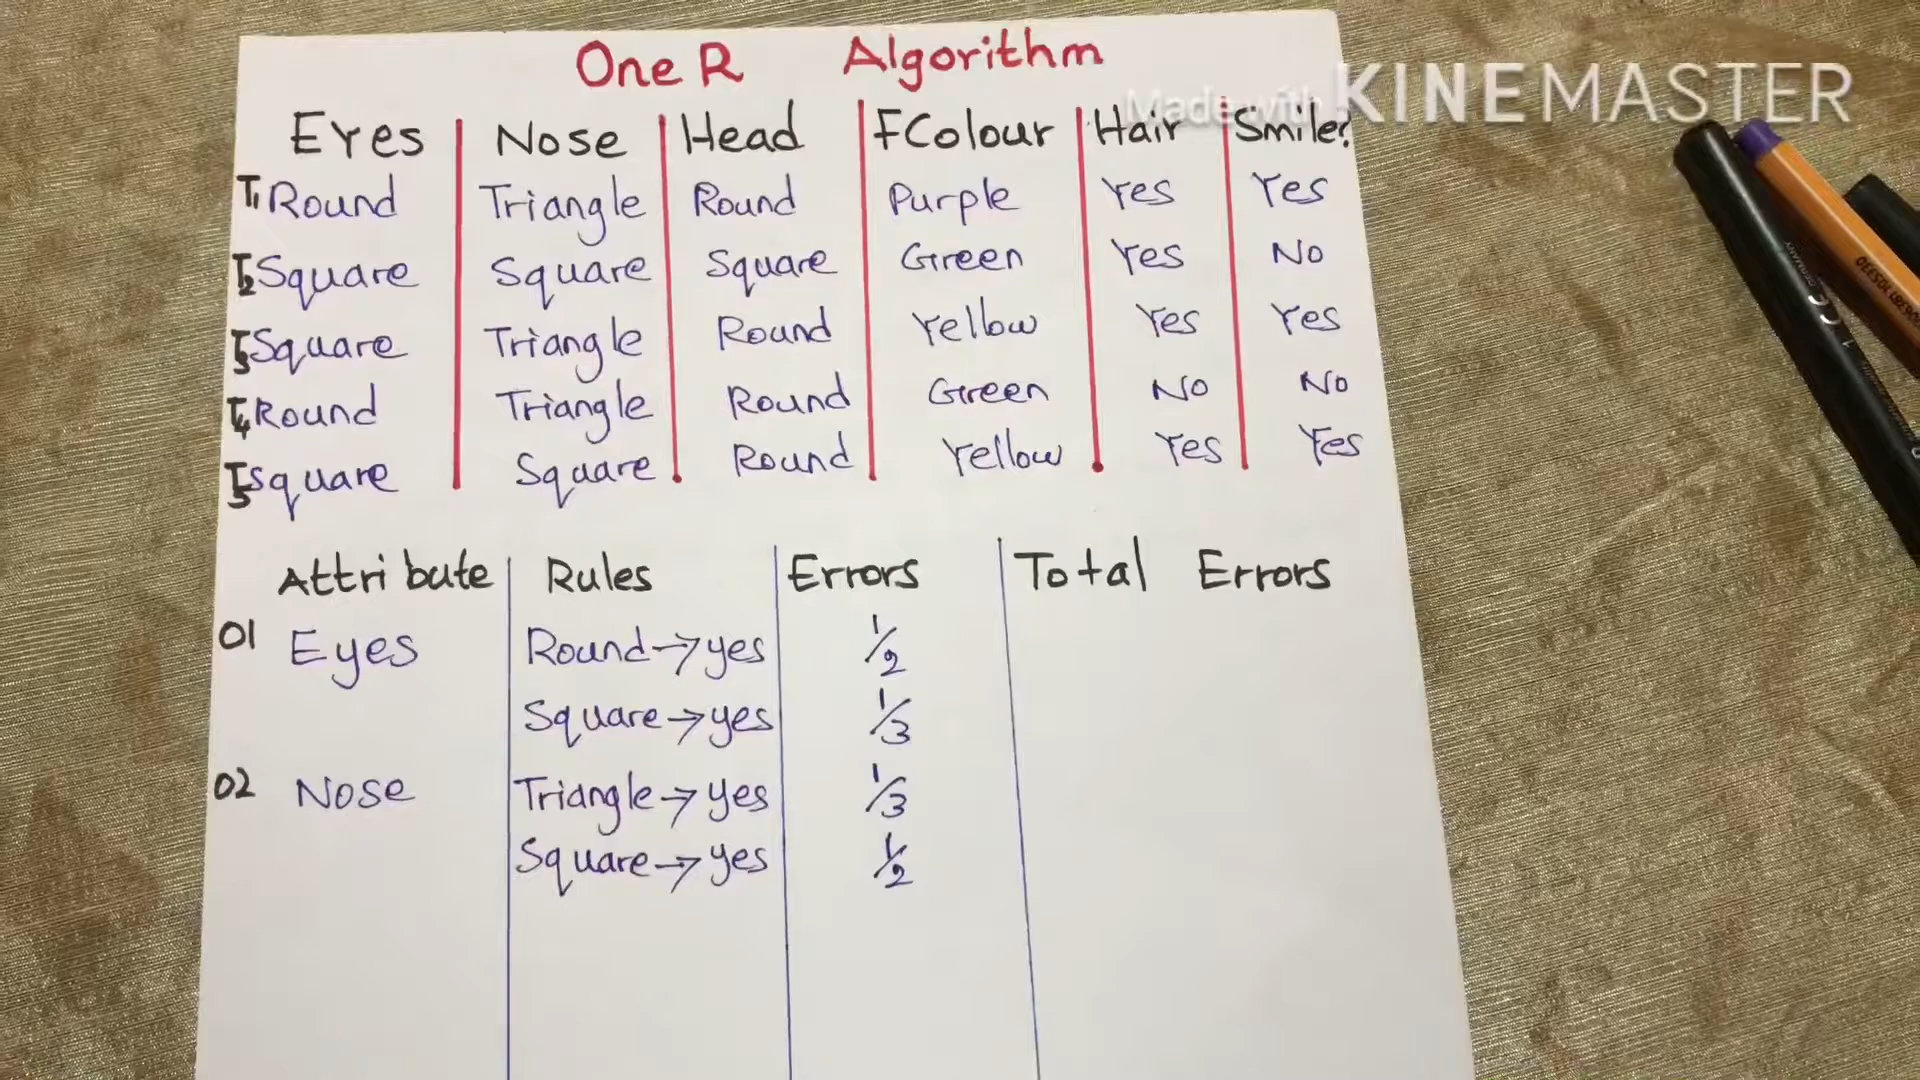 One R Algorithm
Made with KINEMASTER
Eyes Nose Head FColour Hair Smile?
T1 Round Triangle Round Purple Yes Yes
T2 Square Square Square Green Yes No
T3 Square Triangle Round Yellow Yes Yes
T4 Round Triangle Round Green No No
T5 Square Square Round Yellow Yes Yes
Attribute Rules Errors Total Errors
01 Eyes Round→yes 1/2
Square→yes 1/3
02 Nose Triangle→yes 1/3
Square→yes 1/2